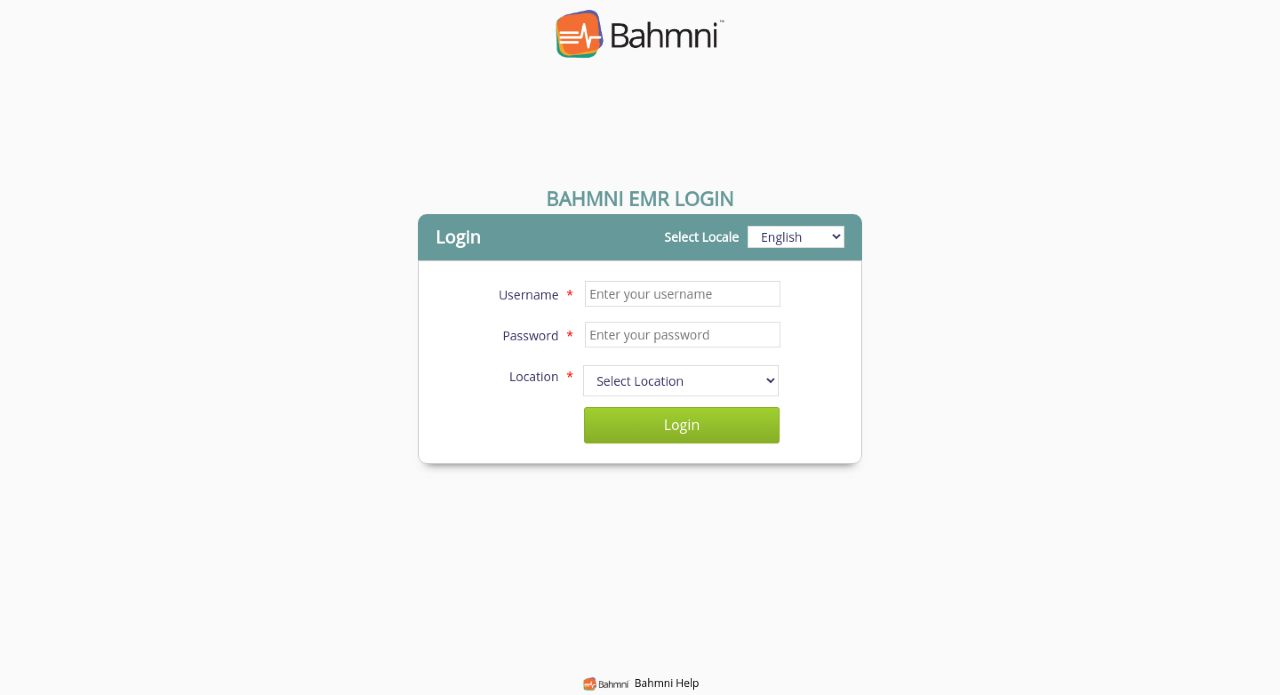 Bahmni™
BAHMNI EMR LOGIN
Login
Select Locale English
Username * Enter your username
Password * Enter your password
Location * Select Location
Login
Bahmni Bahmni Help